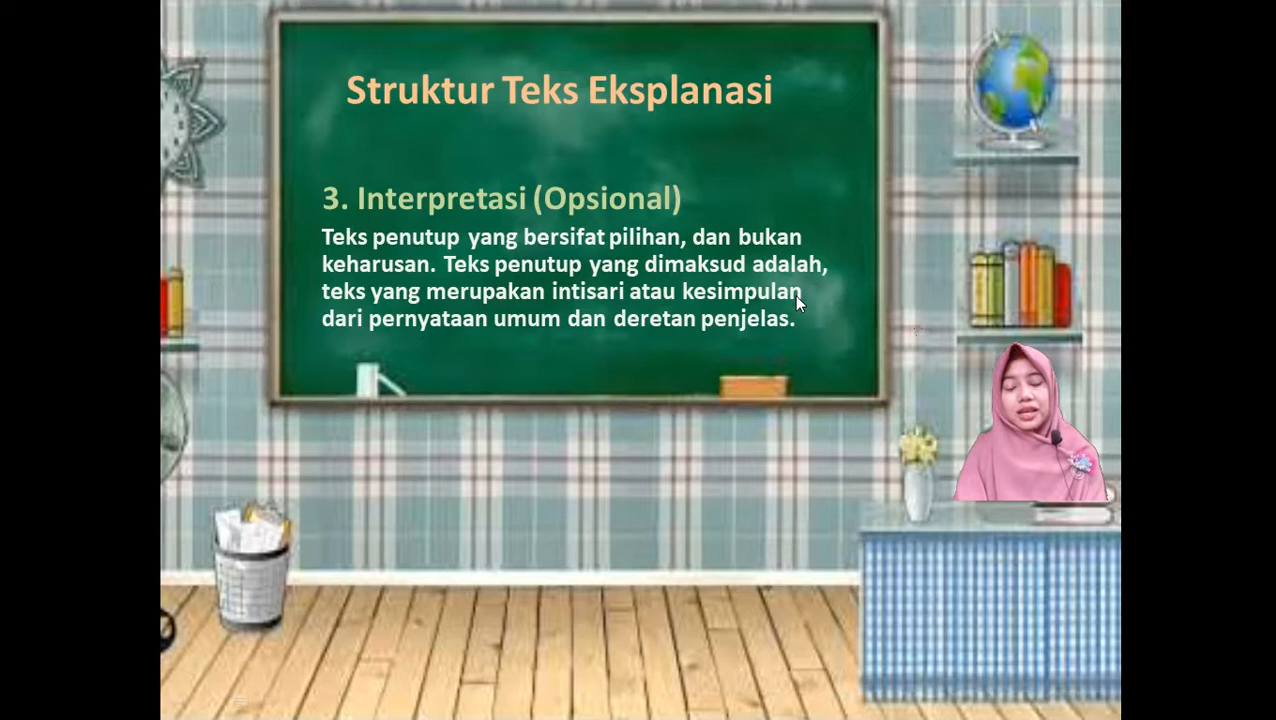 Struktur Teks Eksplanasi
3. Interpretasi (Opsional)
Teks penutup yang bersifat pilihan, dan bukan
keharusan. Teks penutup yang dimaksud adalah,
teks yang merupakan intisari atau kesimpulan
dari pernyataan umum dan deretan penjelas.